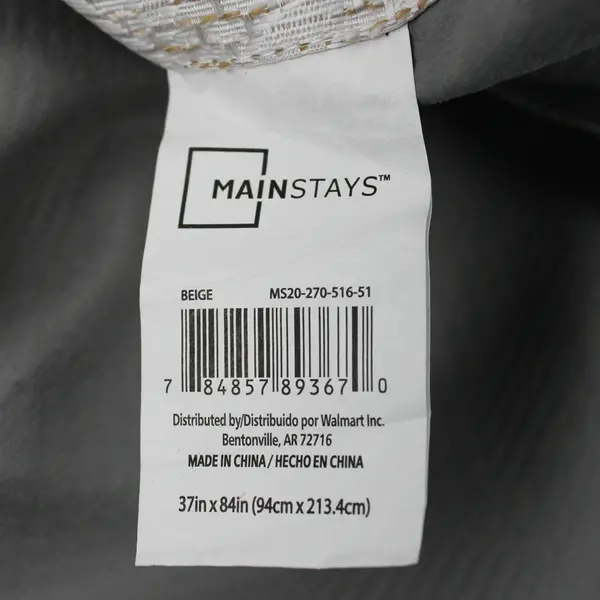 MAINSTAYS™
BEIGE MS20-270-516-51
7 84857 89367 0
Distributed by/Distribuido por Walmart Inc.
Bentonville, AR 72716
MADE IN CHINA / HECHO EN CHINA
37in x 84in (94cm x 213.4cm)